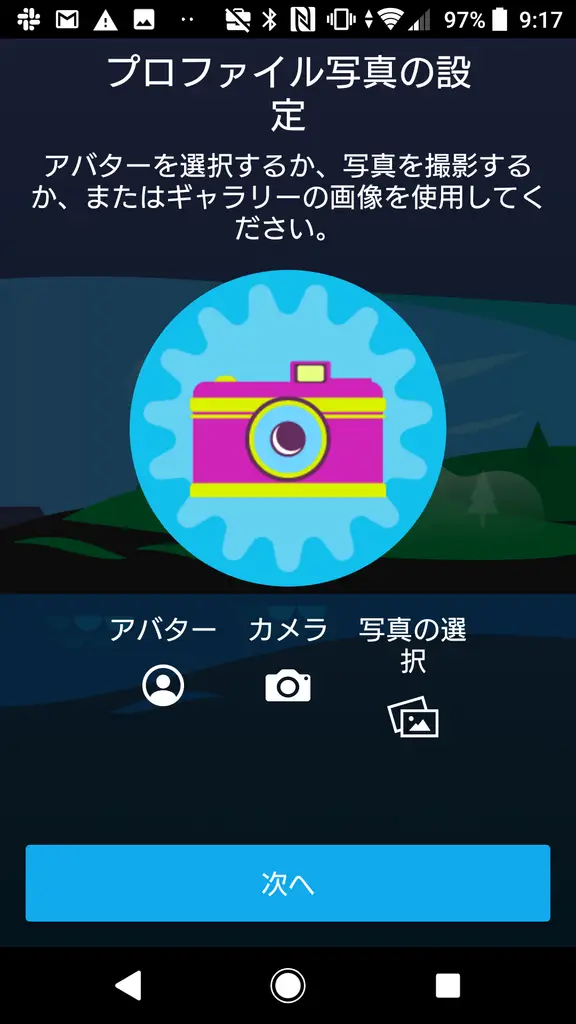 97% 9:17
プロファイル写真の設
定
アバターを選択するか、写真を撮影する
か、またはギャラリーの画像を使用してく
ださい。
アバター カメラ 写真の選
択
次へ